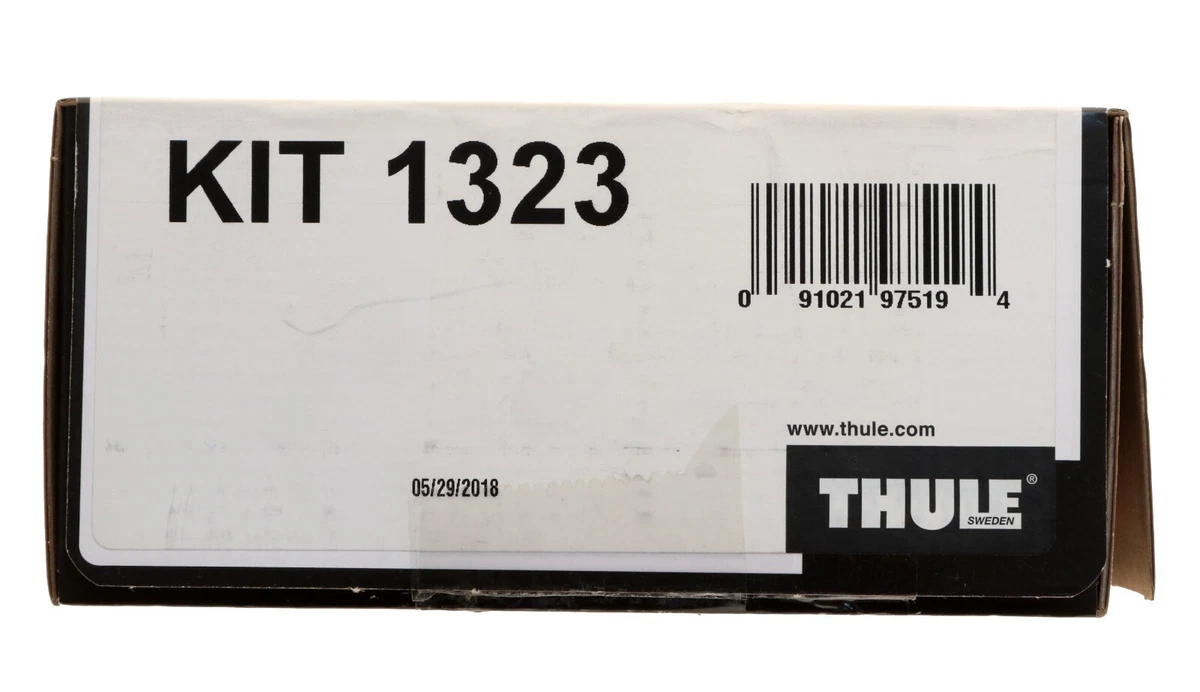 KIT 1323
0 91021 97519 4
www.thule.com
05/29/2018
THULE®
SWEDEN